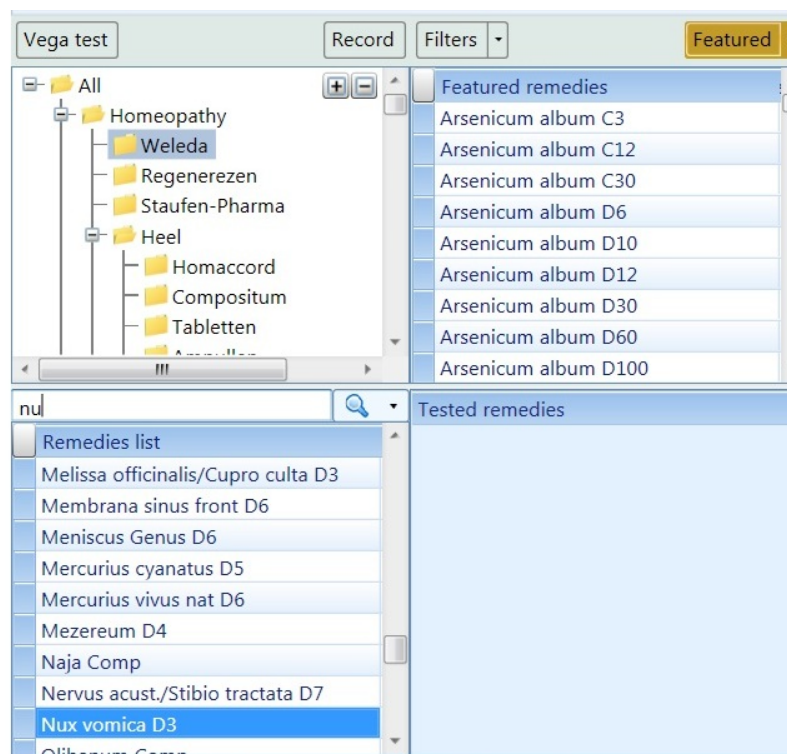 Vega test
Record
Filters
Featured
All
Homeopathy
Weleda
Regenerezen
Staufen-Pharma
Heel
Homaccord
Compositum
Tabletten
Featured remedies
Arsenicum album C3
Arsenicum album C12
Arsenicum album C30
Arsenicum album D6
Arsenicum album D10
Arsenicum album D12
Arsenicum album D30
Arsenicum album D60
Arsenicum album D100
nu
Remedies list
Melissa officinalis/Cupro culta D3
Membrana sinus front D6
Meniscus Genus D6
Mercurius cyanatus D5
Mercurius vivus nat D6
Mezereum D4
Naja Comp
Nervus acust./Stibio tractata D7
Nux vomica D3
Tested remedies